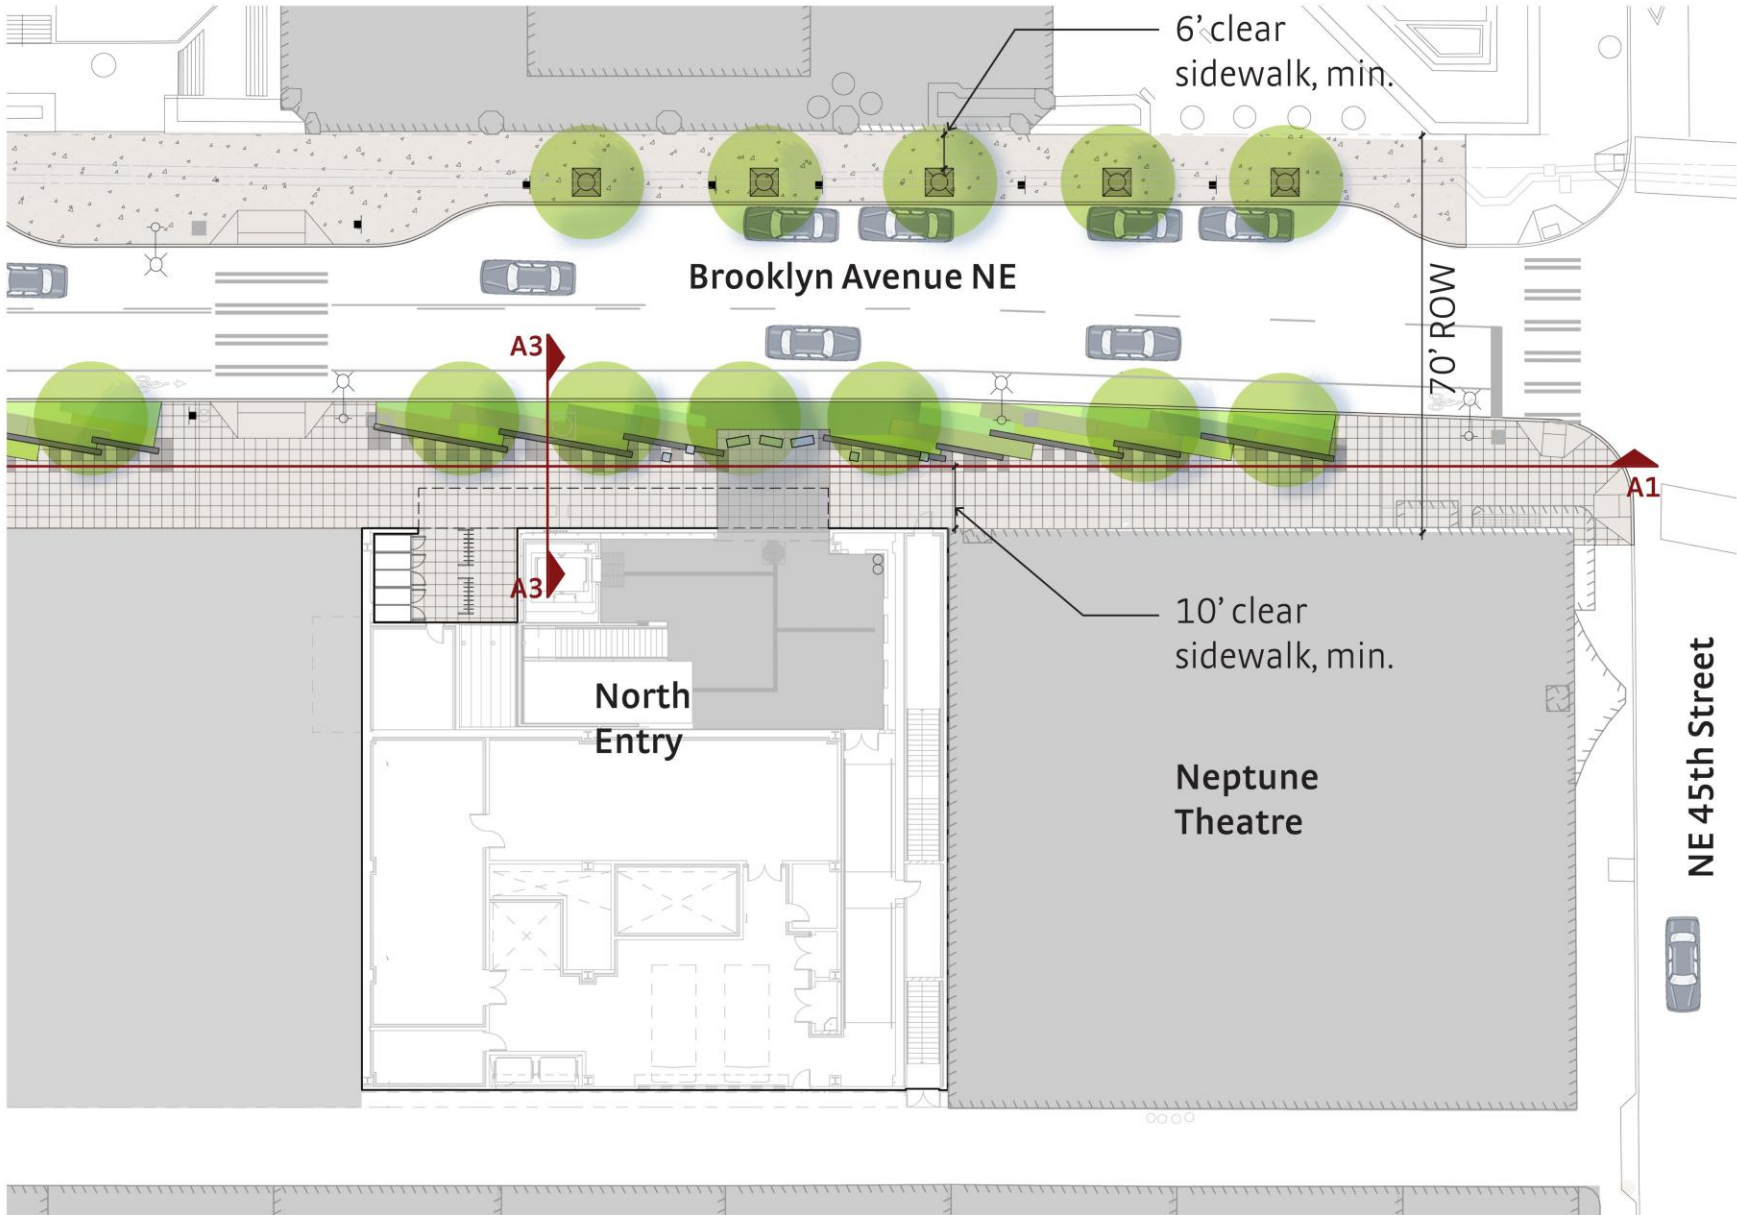 6' clear
sidewalk, min.
Brooklyn Avenue NE
70' ROW
A3
A1
A3
10' clear
sidewalk, min.
North
Entry
Neptune
Theatre
NE 45th Street